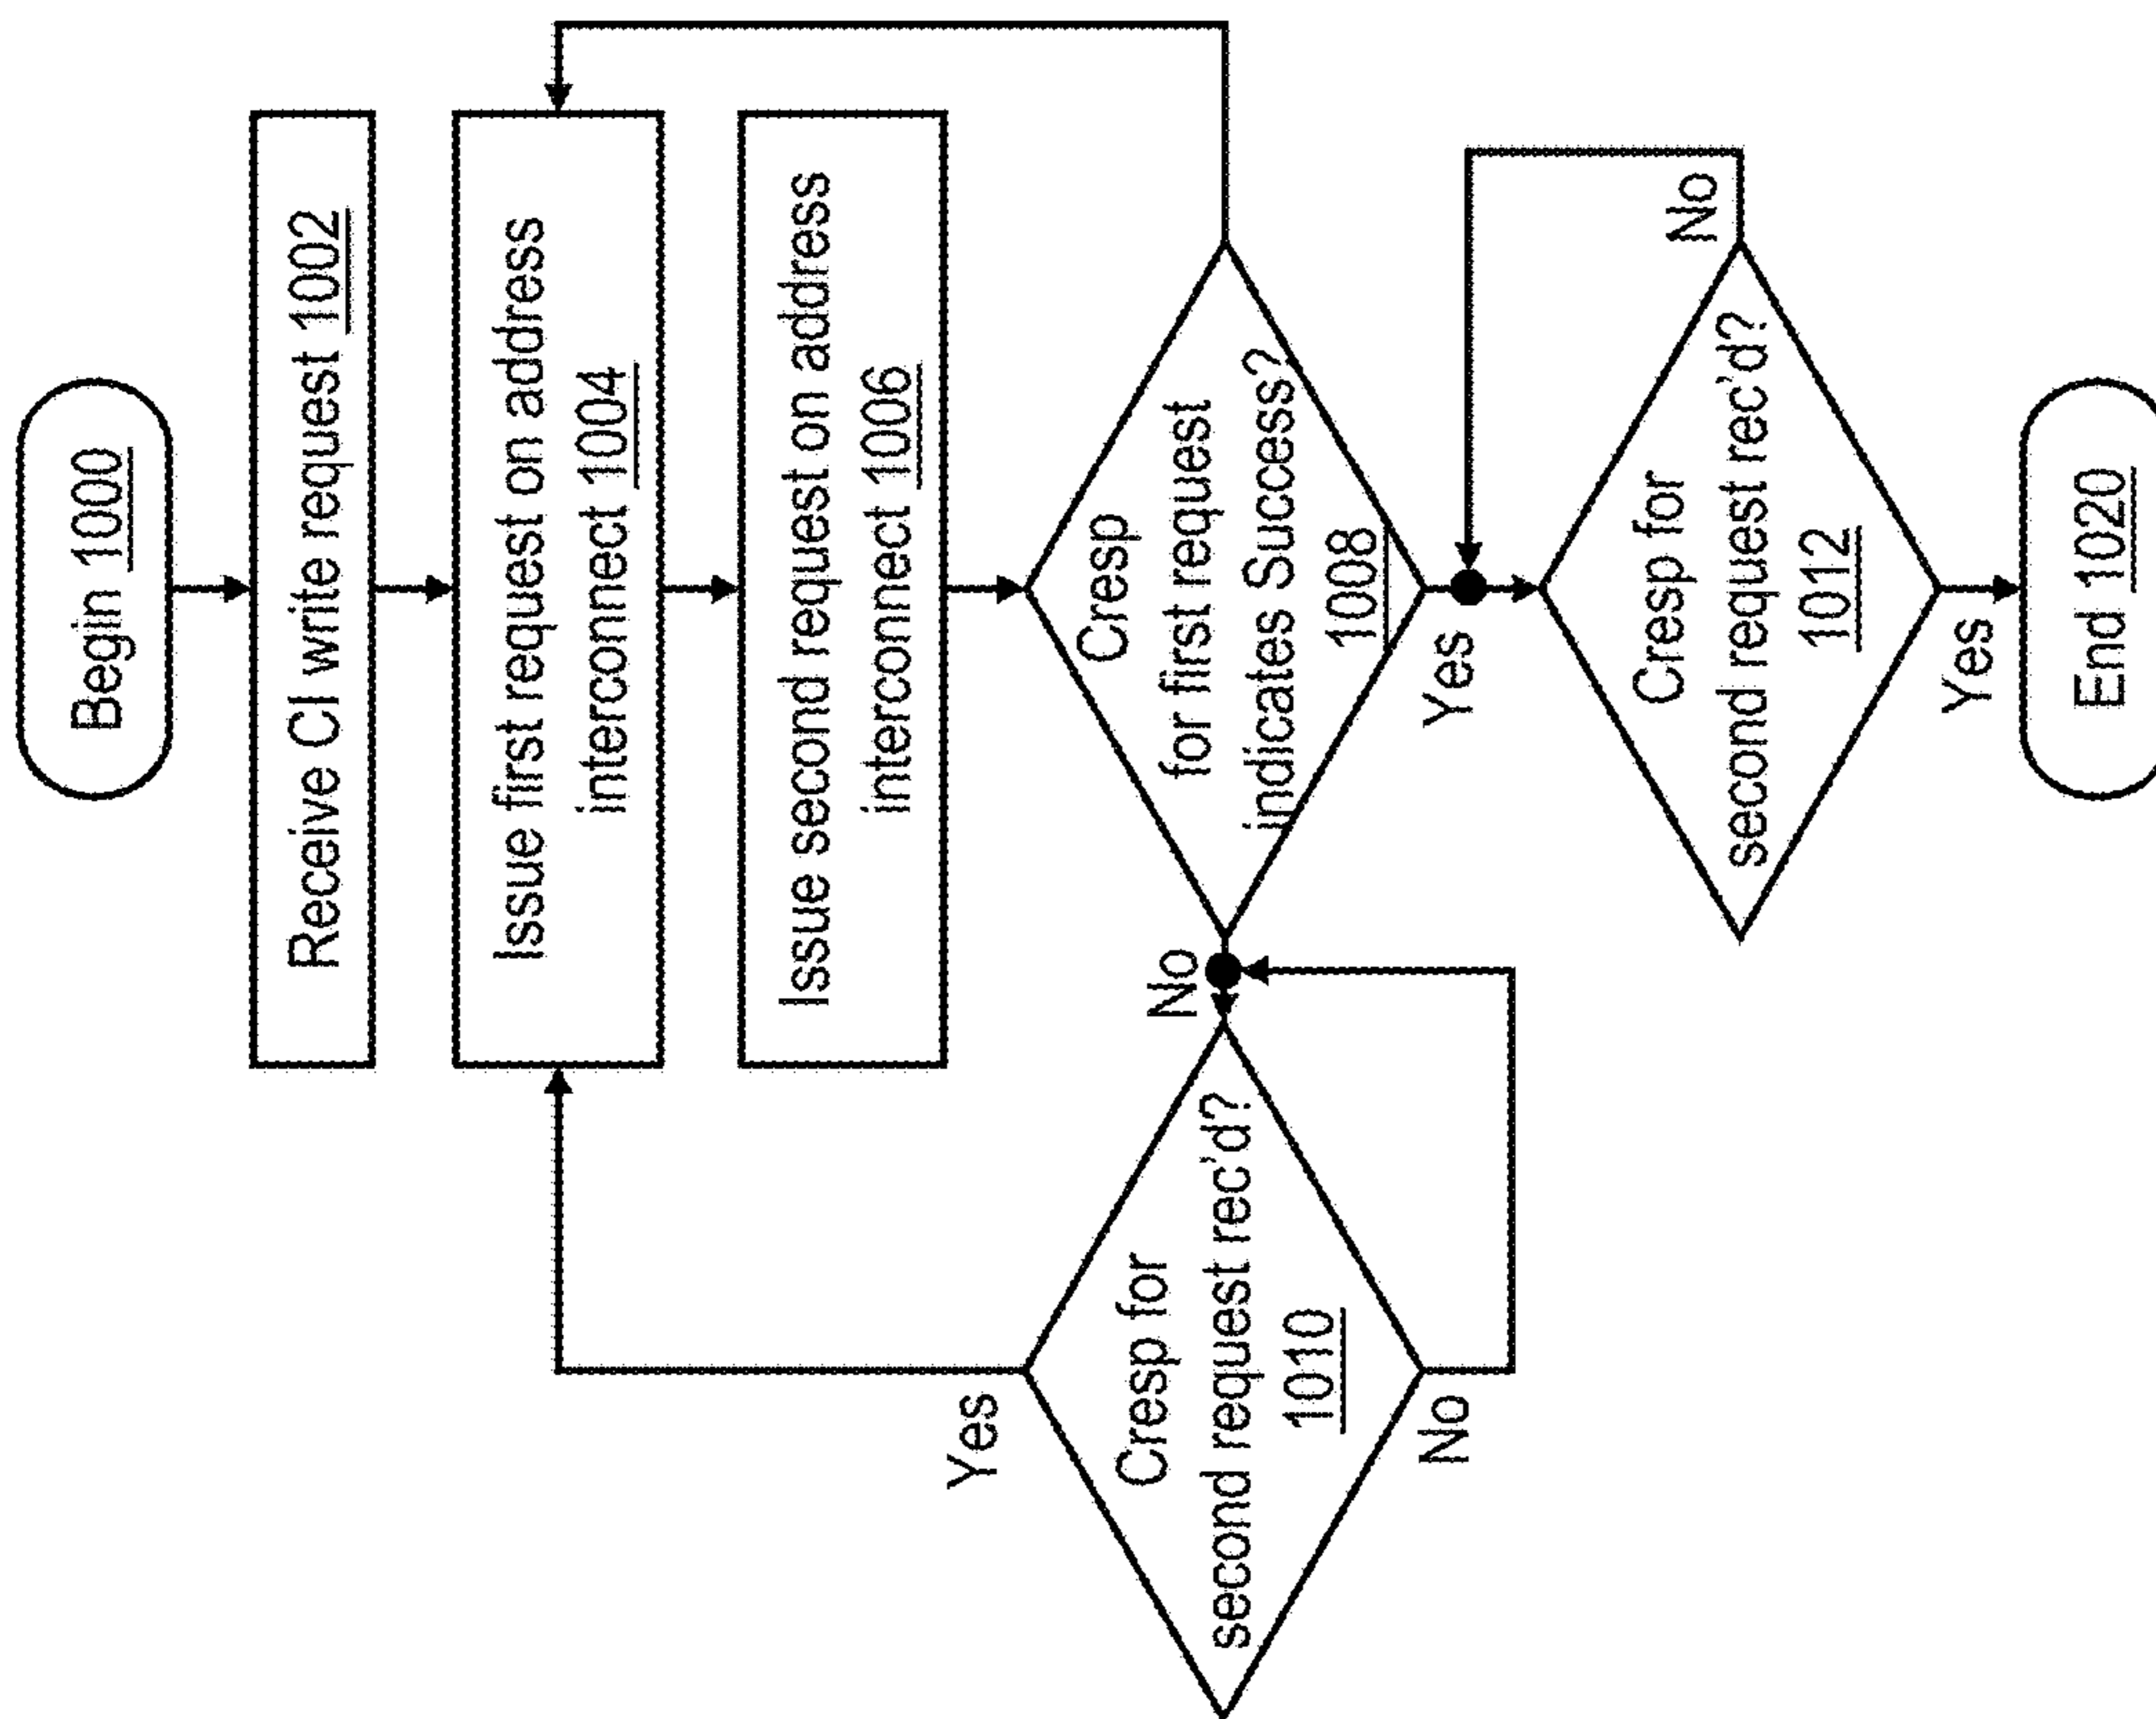 Begin 1000
Receive CI write request 1002
Issue first request on address
interconnect 1004
Issue second request on address
interconnect 1006
Cresp
for first request
indicates Success?
1008
No
Yes
Cresp for
second request rec'd?
1010
Yes
No
Cresp for
second request rec'd?
1012
No
Yes
End 1020